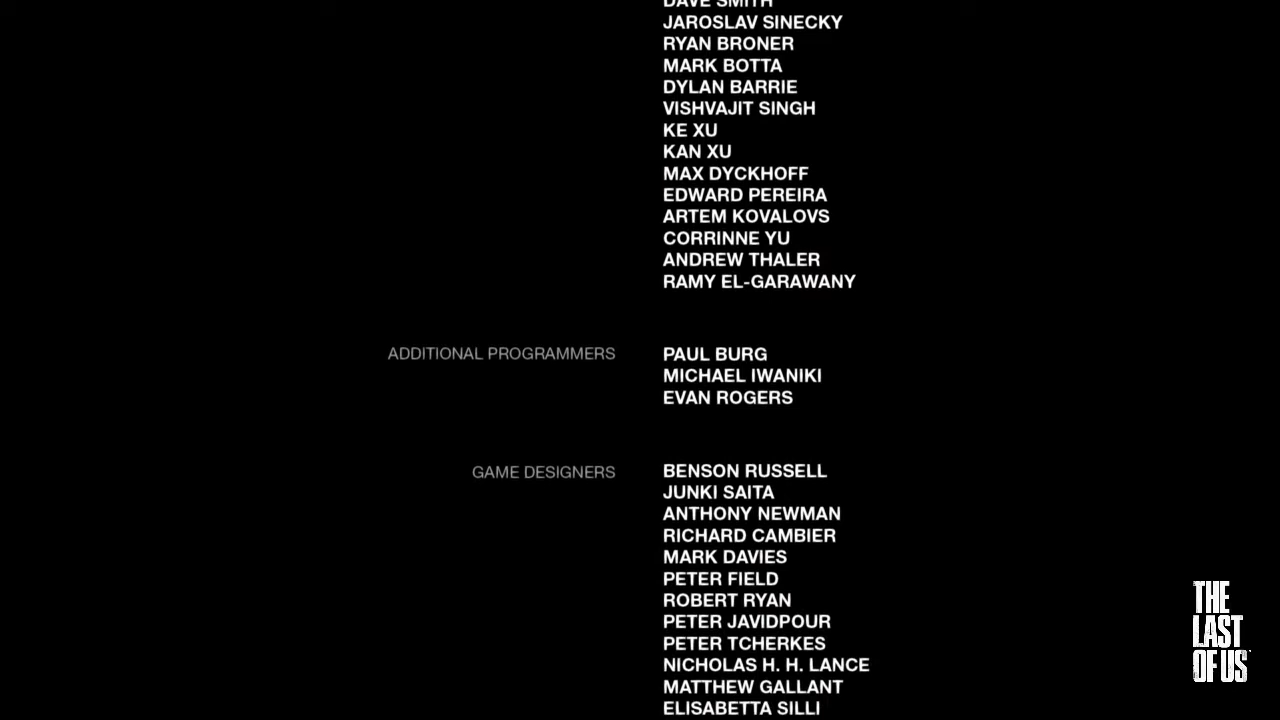 DAVE SMITH
JAROSLAV SINECKY
RYAN BRONER
MARK BOTTA
DYLAN BARRIE
VISHVAJIT SINGH
KE XU
KAN XU
MAX DYCKHOFF
EDWARD PEREIRA
ARTEM KOVALOVS
CORRINNE YU
ANDREW THALER
RAMY EL-GARAWANY
ADDITIONAL PROGRAMMERS PAUL BURG
MICHAEL IWANIKI
EVAN ROGERS
GAME DESIGNERS BENSON RUSSELL
JUNKI SAITA
ANTHONY NEWMAN
RICHARD CAMBIER
MARK DAVIES
PETER FIELD
ROBERT RYAN
PETER JAVIDPOUR
PETER TCHERKES
NICHOLAS H. H. LANCE
MATTHEW GALLANT
ELISABETTA SILLI
THE
LAST
OF US